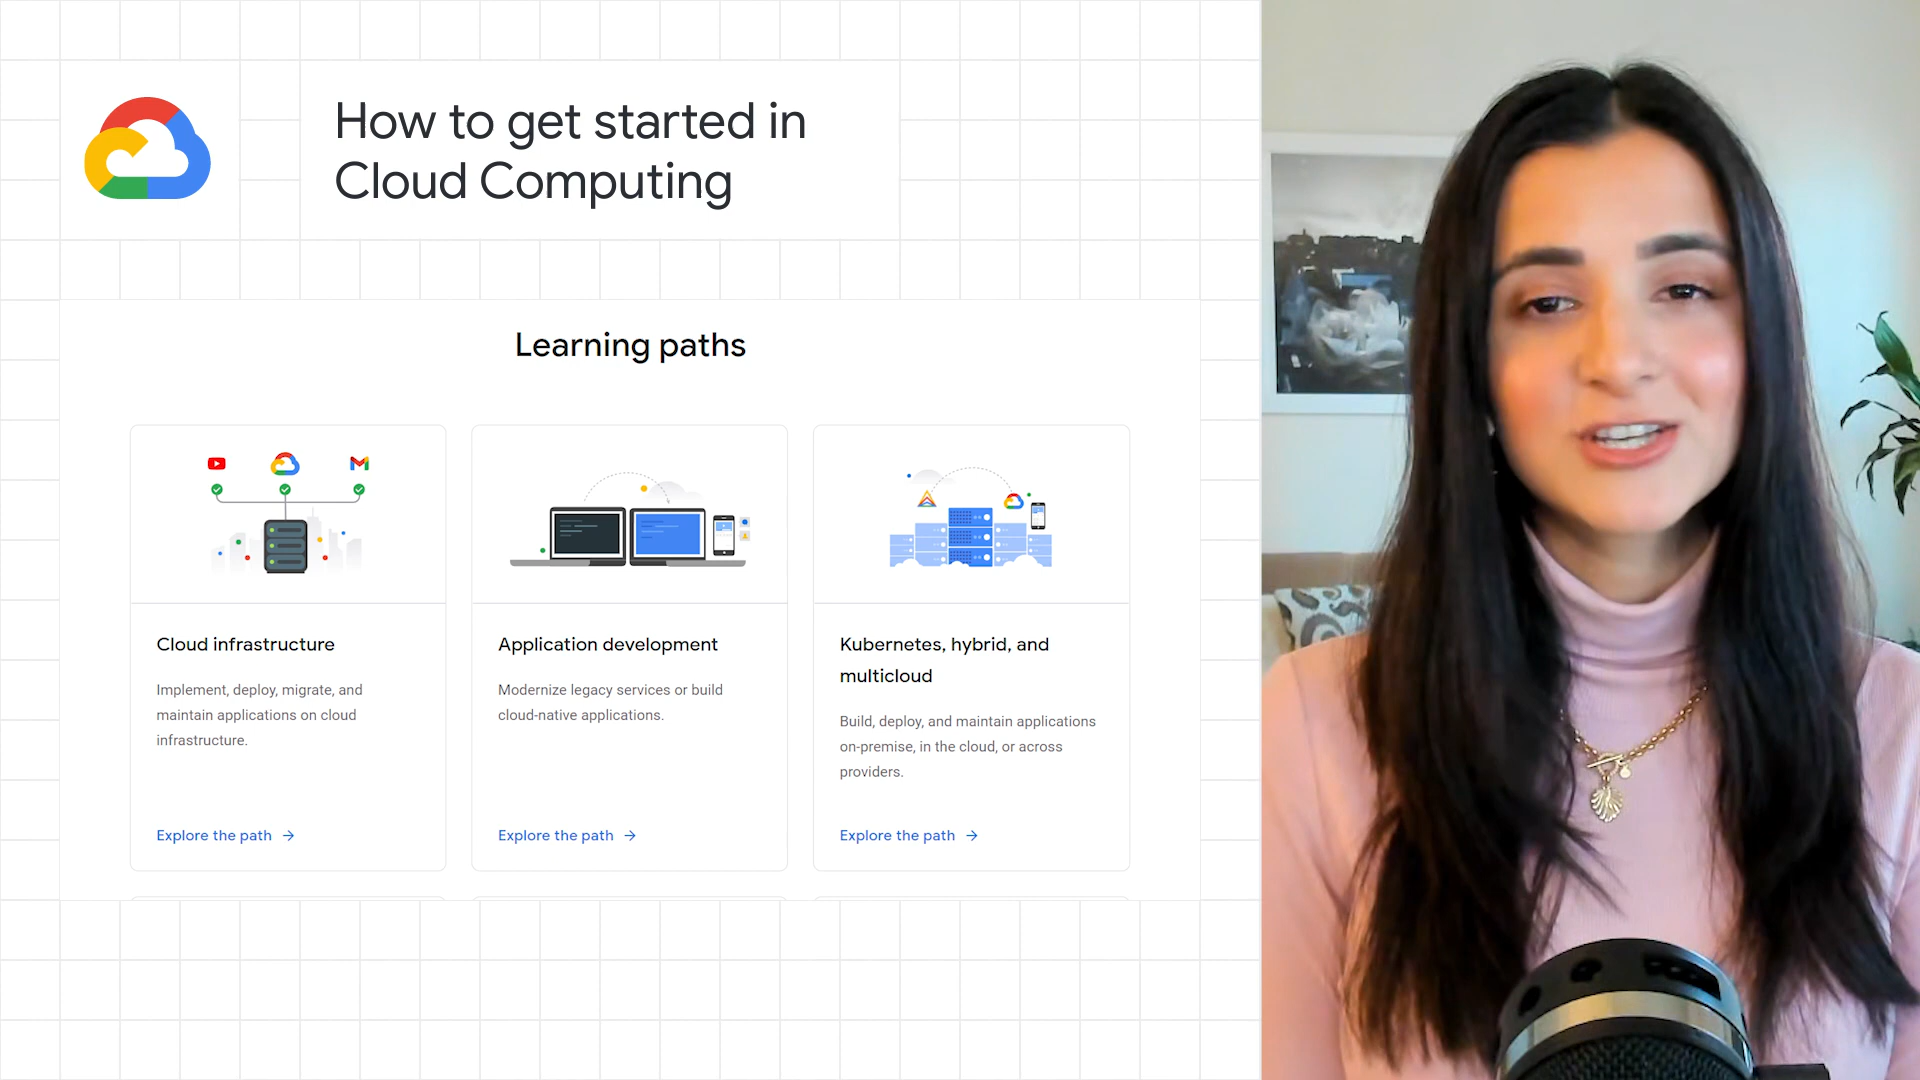 How to get started in
Cloud Computing
Learning paths
Cloud infrastructure
Implement, deploy, migrate, and
maintain applications on cloud
infrastructure.
Explore the path
Application development
Modernize legacy services or build
cloud-native applications.
Explore the path
Kubernetes, hybrid, and
multicloud
Build, deploy, and maintain applications
on-premise, in the cloud, or across
providers.
Explore the path